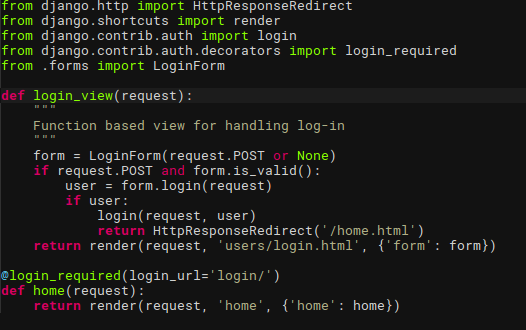 from django.http import HttpResponseRedirect
from django.shortcuts import render
from django.contrib.auth import login
from django.contrib.auth.decorators import login_required
from .forms import LoginForm

def login_view(request):
    """
    Function based view for handling log-in
    """
    form = LoginForm(request.POST or None)
    if request.POST and form.is_valid():
        user = form.login(request)
        if user:
            login(request, user)
            return HttpResponseRedirect('/home.html')
    return render(request, 'users/login.html', {'form': form})

@login_required(login_url='login/')
def home(request):
    return render(request, 'home', {'home': home})